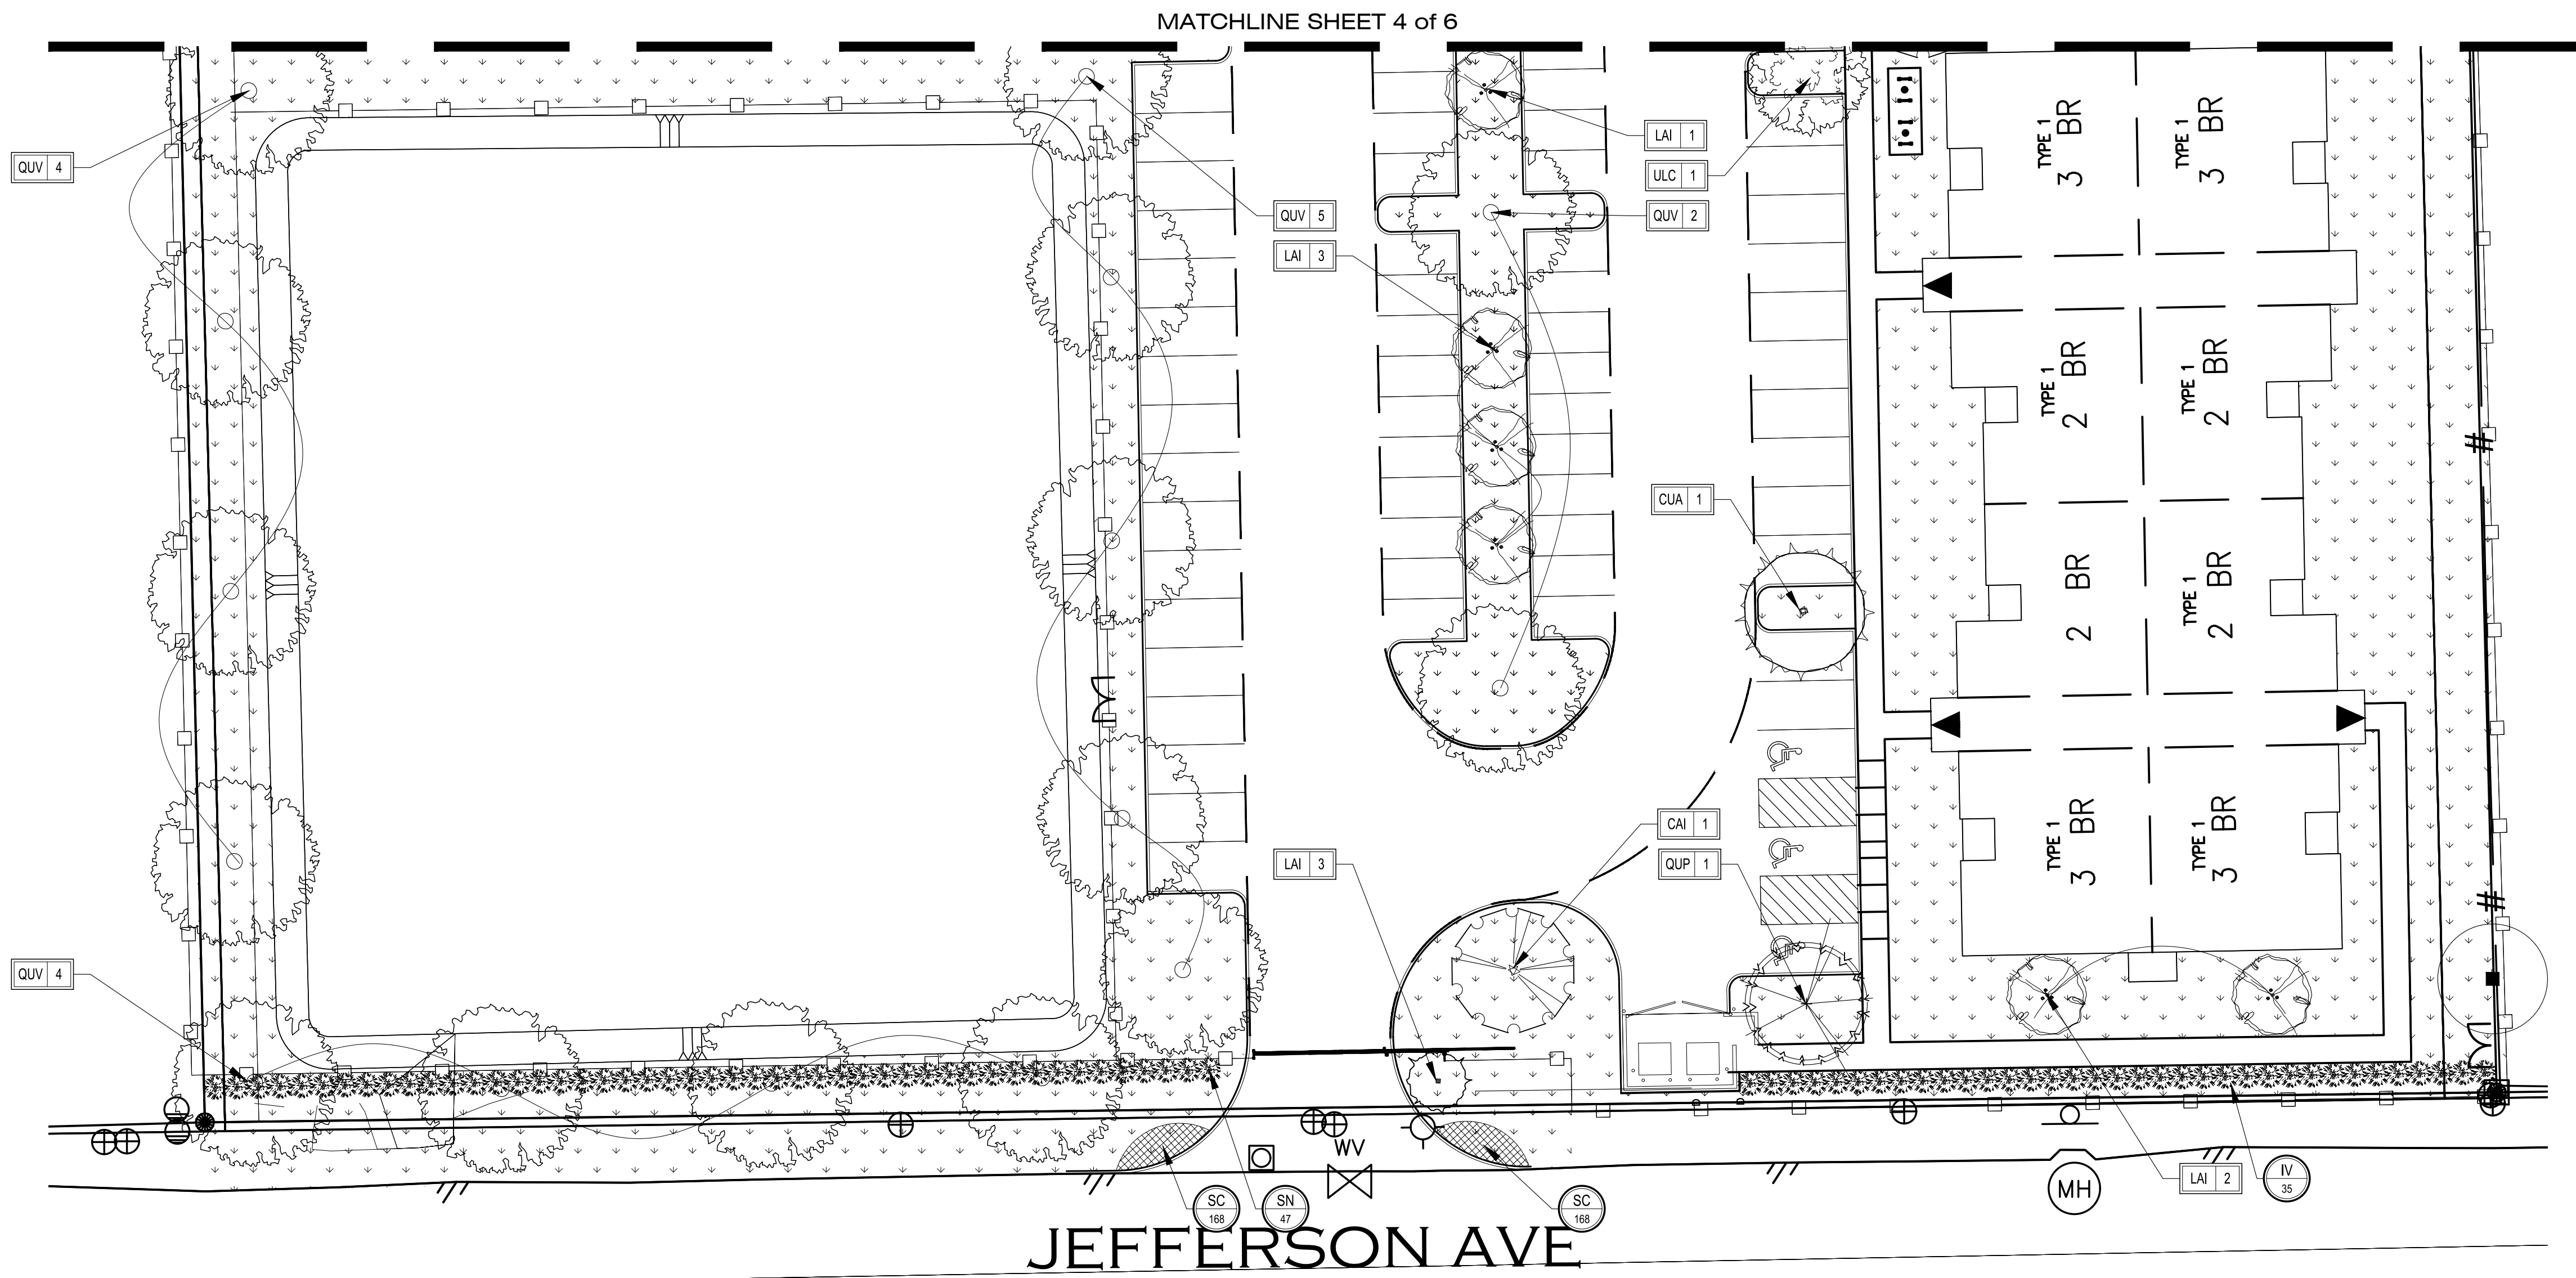 MATCHLINE SHEET 4 of 6
QUV 4
QUV 5
LAI 3
LAI 1
ULC 1
QUV 2
TYPE 1
3 BR
TYPE 1
3 BR
TYPE 1
2 BR
TYPE 1
2 BR
CUA 1
2 BR
TYPE 1
2 BR
CAI 1
QUP 1
LAI 3
TYPE 1
3 BR
TYPE 1
3 BR
QUV 4
WV
SC
168
SN
47
SC
168
MH
LAI 2
IV
35
JEFFERSON AVE